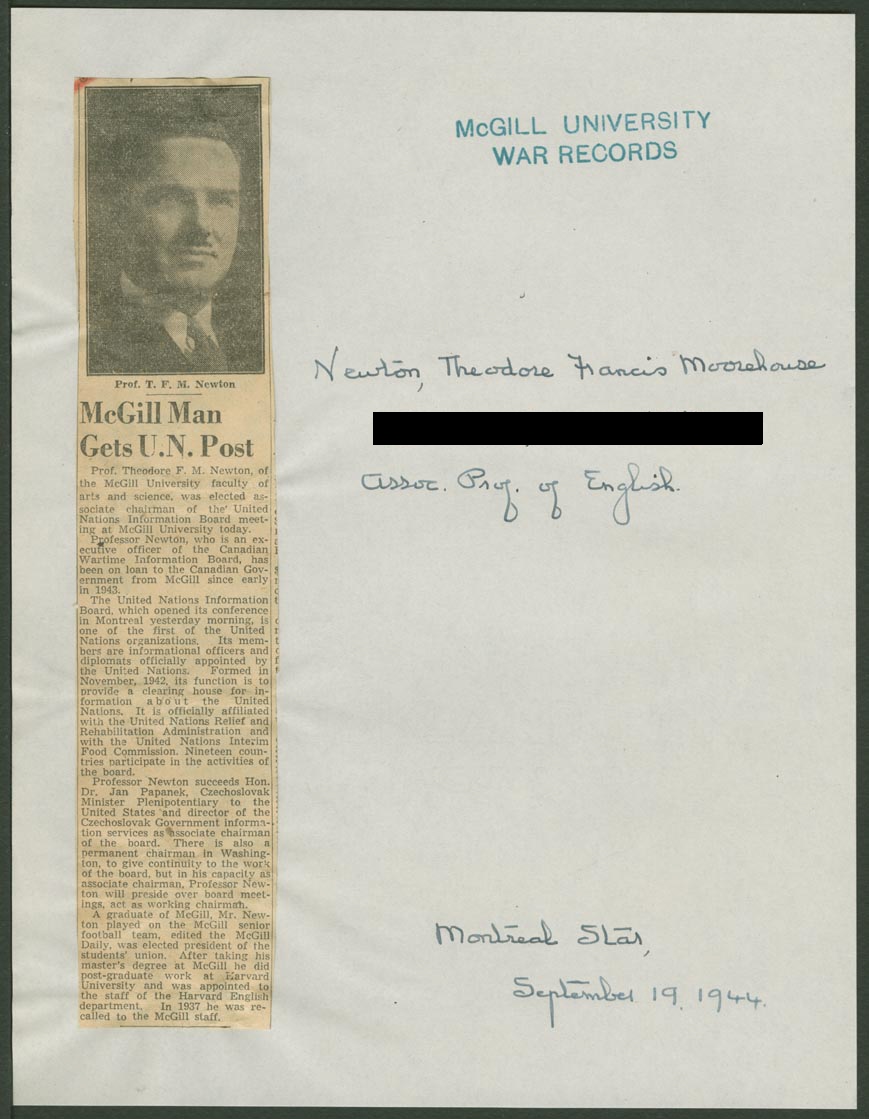 McGILL UNIVERSITY
WAR RECORDS
Prof. T. F. M. Newton
McGill Man
Gets U.N. Post
Prof. Theodore F. M. Newton, of
the McGill University faculty of
arts and science, was elected as-
sociate chairman of the United
Nations Information Board meet-
ing at McGill University today.
Professor Newton, who is an ex-
ecutive officer of the Canadian
Wartime Information Board, has
been on loan to the Canadian Gov-
ernment from McGill since early
in 1943.
The United Nations Information
Board, which opened its conference
in Montreal yesterday morning, is
one of the first of the United
Nations organizations. Its mem-
bers are informational officers and
diplomats officially appointed by
the United Nations. Formed in
November, 1942, its function is to
provide a clearing house for in-
formation about the United
Nations. It is officially affiliated
with the United Nations Relief and
Rehabilitation Administration and
with the United Nations Interim
Food Commission. Nineteen coun-
tries participate in the activities of
the board.
Professor Newton succeeds Hon.
Dr. Jan Papanek, Czechoslovak
Minister Plenipotentiary to the
United States and director of the
Czechoslovak Government informa-
tion services as associate chairman
of the board. There is also a
permanent chairman in Washing-
ton, to give continuity to the work
of the board, but in his capacity as
associate chairman, Professor New-
ton will preside over board meet-
ings, act as working chairman.
A graduate of McGill, Mr. New-
ton played on the McGill senior
football team, edited the McGill
Daily, was elected president of the
students' union. After taking his
master's degree at McGill he did
post-graduate work at Harvard
University and was appointed to
the staff of the Harvard English
department. In 1937 he was re-
called to the McGill staff.
Newton, Theodore Francis Moorehouse
Assoc. Prof. of English.
Montreal Star,
September 19, 1944.